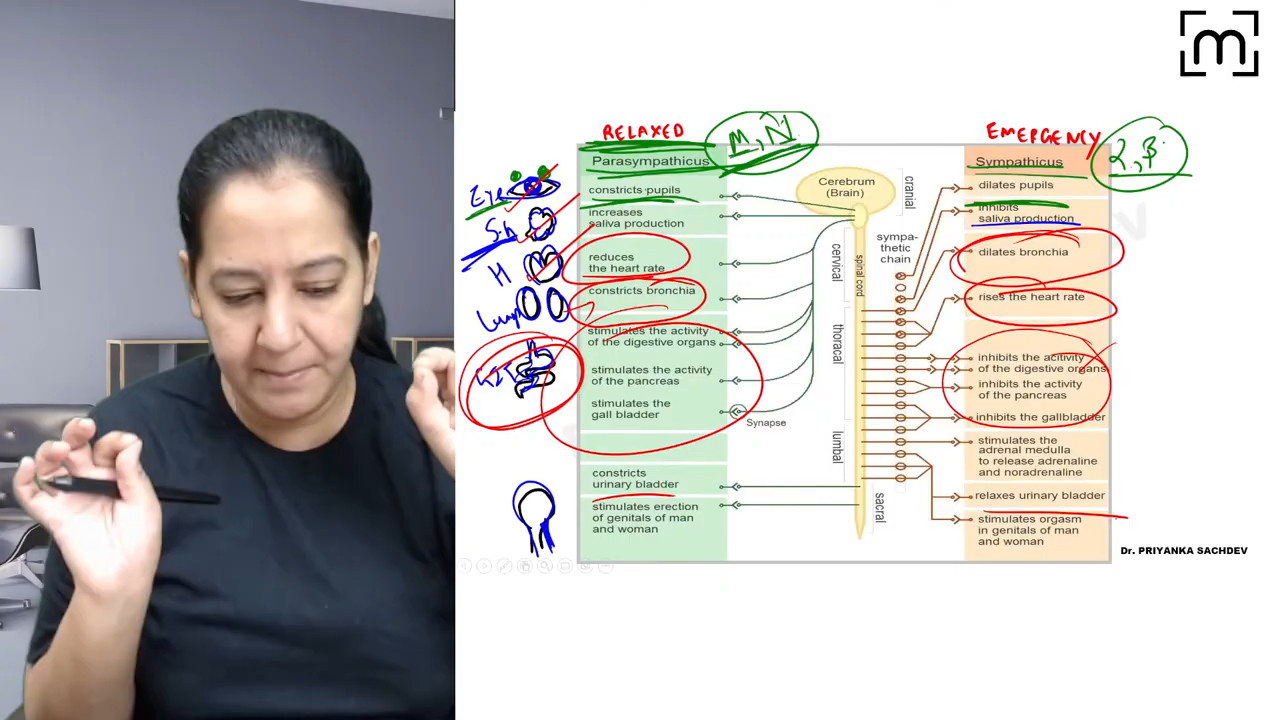 m
RELAXED
M, N
EMERGENCY
α, β
Parasympathicus
constricts pupils
increases
saliva production
reduces
the heart rate
constricts bronchia
stimulates the activity
of the digestive organs
stimulates the activity
of the pancreas
stimulates the
gall bladder
constricts
urinary bladder
stimulates erection
of genitals of man
and woman
Eye
S.h
H
Lungs
GIT
Cerebrum
(Brain)
cranial
cervical
thoracal
lumbal
sacral
spinal cord
sympa-
thetic
chain
Synapse
Sympathicus
dilates pupils
inhibits
saliva production
dilates bronchia
rises the heart rate
inhibits the activity
of the digestive organs
inhibits the activity
of the pancreas
inhibits the gallbladder
stimulates the
adrenal medulla
to release adrenaline
and noradrenaline
relaxes urinary bladder
stimulates orgasm
in genitals of man
and woman
Dr. PRIYANKA SACHDEV